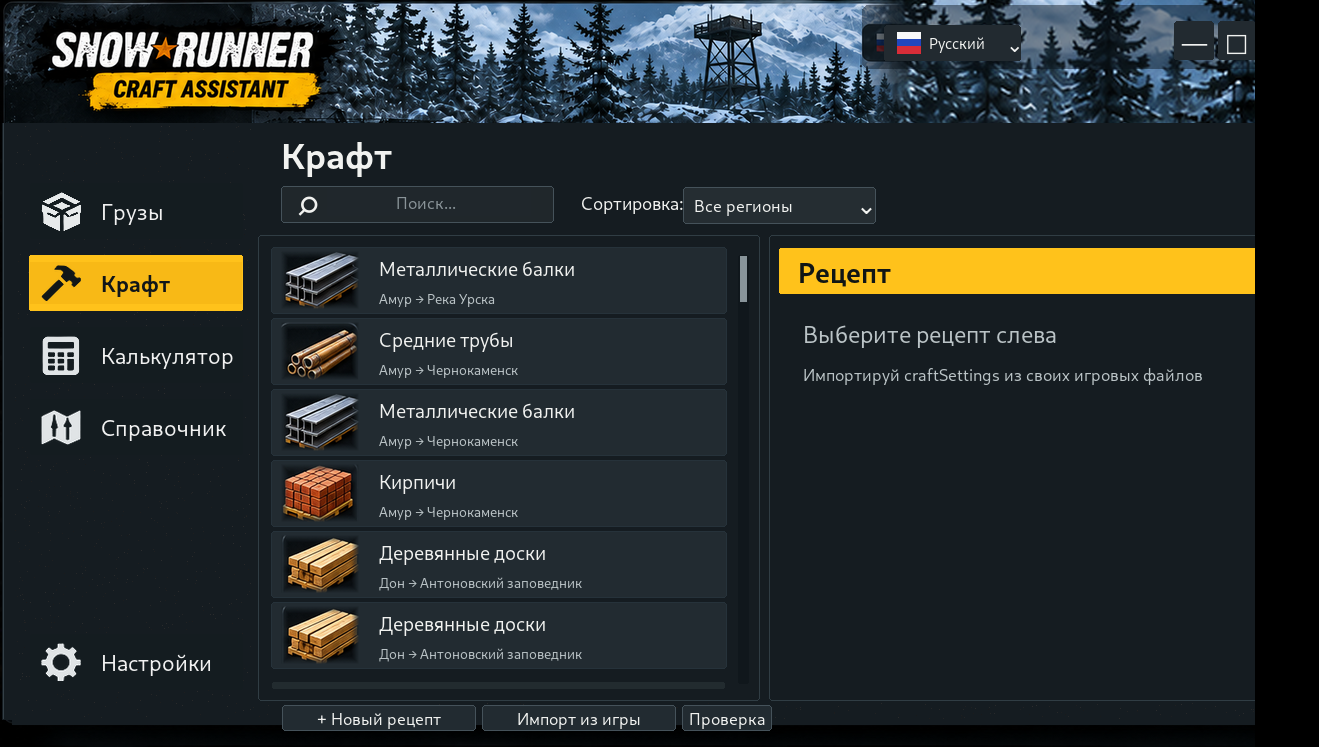 SNOW RUNNER
CRAFT ASSISTANT
Русский
Крафт
Поиск...
Сортировка:
Все регионы
Грузы
Крафт
Калькулятор
Справочник
Настройки
Металлические балки
Амур → Река Урска
Средние трубы
Амур → Чернокаменск
Металлические балки
Амур → Чернокаменск
Кирпичи
Амур → Чернокаменск
Деревянные доски
Дон → Антоновский заповедник
Деревянные доски
Дон → Антоновский заповедник
Рецепт
Выберите рецепт слева
Импортируй craftSettings из своих игровых файлов
+ Новый рецепт
Импорт из игры
Проверка